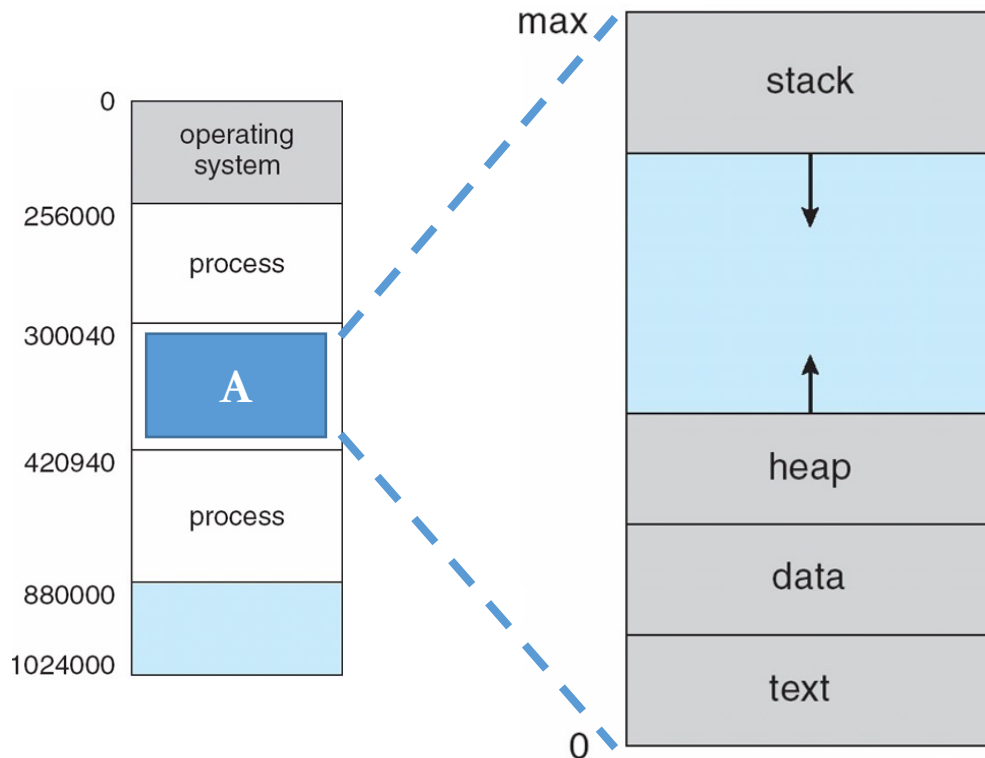 0
operating
system
256000
process
300040
A
420940
process
880000
1024000
max
stack
heap
data
text
0